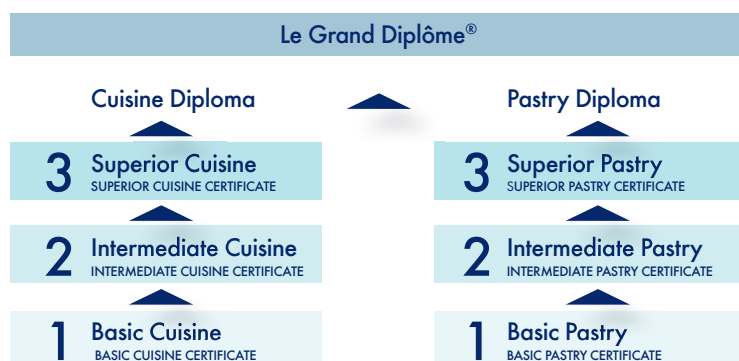 Le Grand Diplôme®
Cuisine Diploma
Pastry Diploma
3 Superior Cuisine
SUPERIOR CUISINE CERTIFICATE
3 Superior Pastry
SUPERIOR PASTRY CERTIFICATE
2 Intermediate Cuisine
INTERMEDIATE CUISINE CERTIFICATE
2 Intermediate Pastry
INTERMEDIATE PASTRY CERTIFICATE
1 Basic Cuisine
BASIC CUISINE CERTIFICATE
1 Basic Pastry
BASIC PASTRY CERTIFICATE